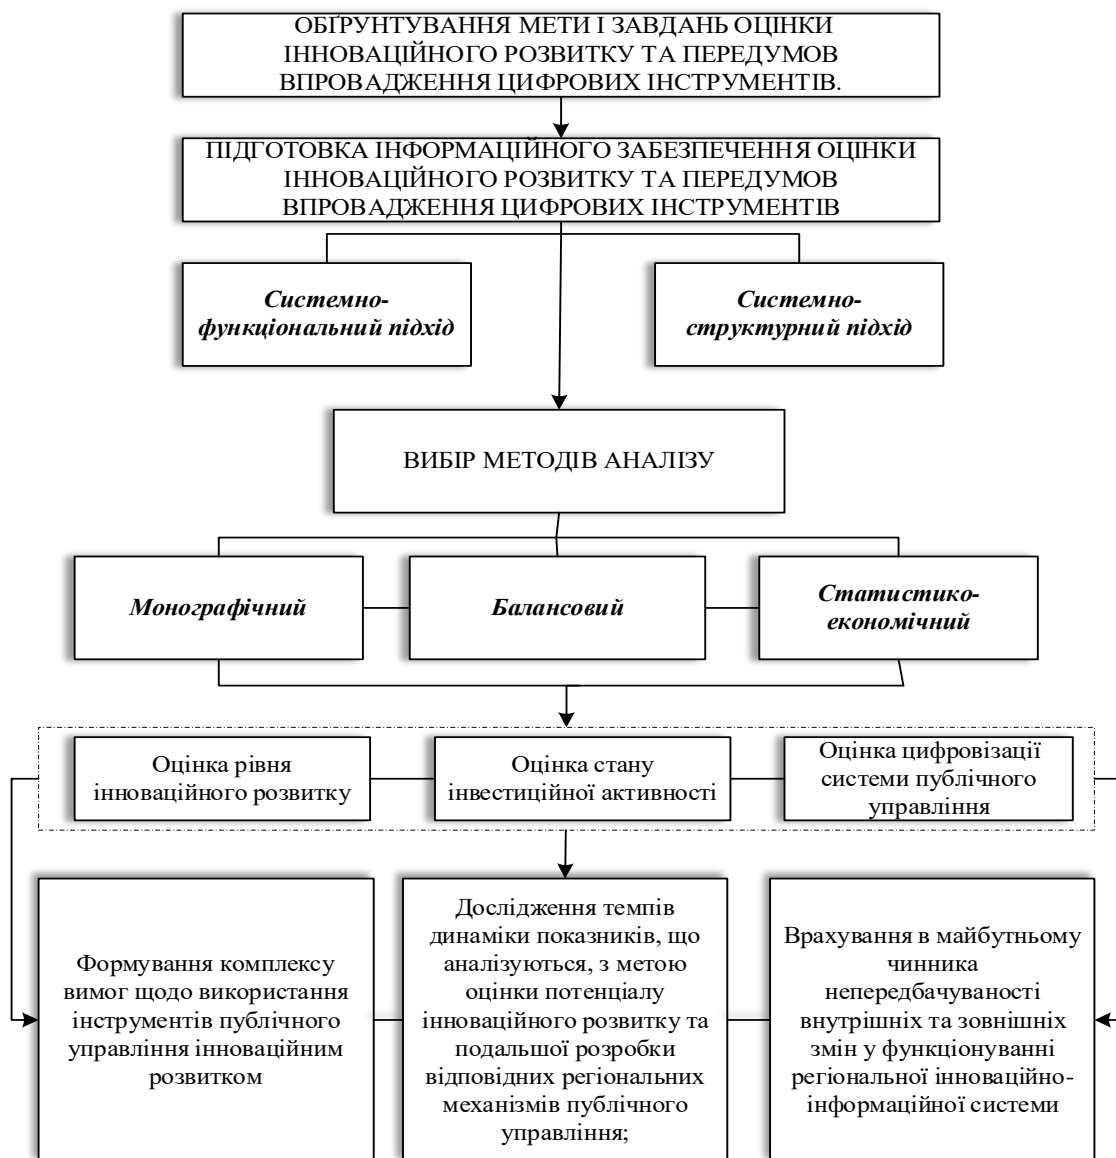 ОБҐРУНТУВАННЯ МЕТИ І ЗАВДАНЬ ОЦІНКИ
ІННОВАЦІЙНОГО РОЗВИТКУ ТА ПЕРЕДУМОВ
ВПРОВАДЖЕННЯ ЦИФРОВИХ ІНСТРУМЕНТІВ.
ПІДГОТОВКА ІНФОРМАЦІЙНОГО ЗАБЕЗПЕЧЕННЯ ОЦІНКИ
ІННОВАЦІЙНОГО РОЗВИТКУ ТА ПЕРЕДУМОВ
ВПРОВАДЖЕННЯ ЦИФРОВИХ ІНСТРУМЕНТІВ
Системно-
функціональний підхід
Системно-
структурний підхід
ВИБІР МЕТОДІВ АНАЛІЗУ
Монографічний
Балансовий
Статистико-
економічний
Оцінка рівня
інноваційного розвитку
Оцінка стану
інвестиційної активності
Оцінка цифровізації
системи публічного
управління
Формування комплексу
вимог щодо використання
інструментів публічного
управління інноваційним
розвитком
Дослідження темпів
динаміки показників, що
аналізуються, з метою
оцінки потенціалу
інноваційного розвитку та
подальшої розробки
відповідних регіональних
механізмів публічного
управління;
Врахування в майбутньому
чинника
непередбачуваності
внутрішніх та зовнішніх
змін у функціонуванні
регіональної інноваційно-
інформаційної системи